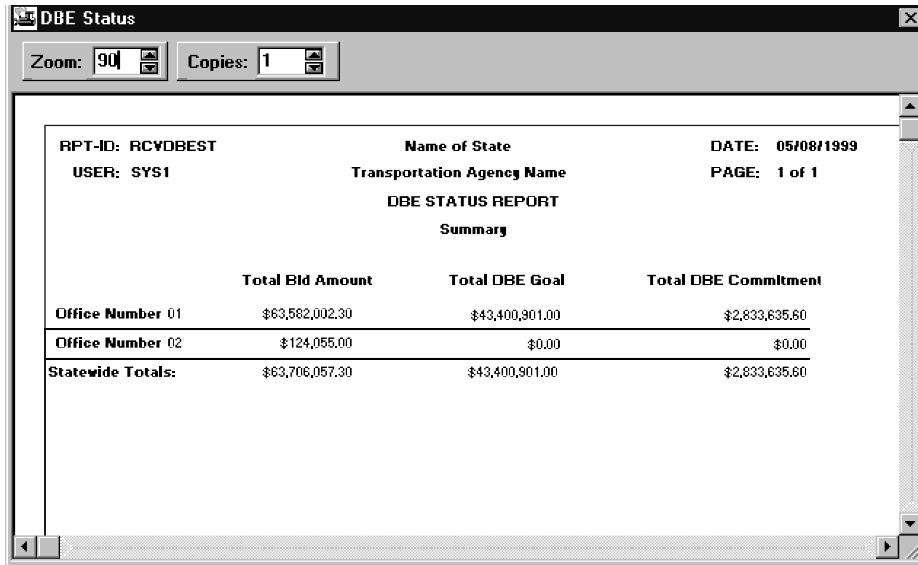 DBE Status
Zoom: 90 Copies: 1
RPT-ID: RCVDBEST Name of State DATE: 05/08/1999
USER: SYS1 Transportation Agency Name PAGE: 1 of 1
DBE STATUS REPORT
Summary
Total Bid Amount Total DBE Goal Total DBE Commitment
Office Number 01 $63,582,002.30 $43,400,901.00 $2,833,635.60
Office Number 02 $124,055.00 $0.00 $0.00
Statewide Totals: $63,706,057.30 $43,400,901.00 $2,833,635.60